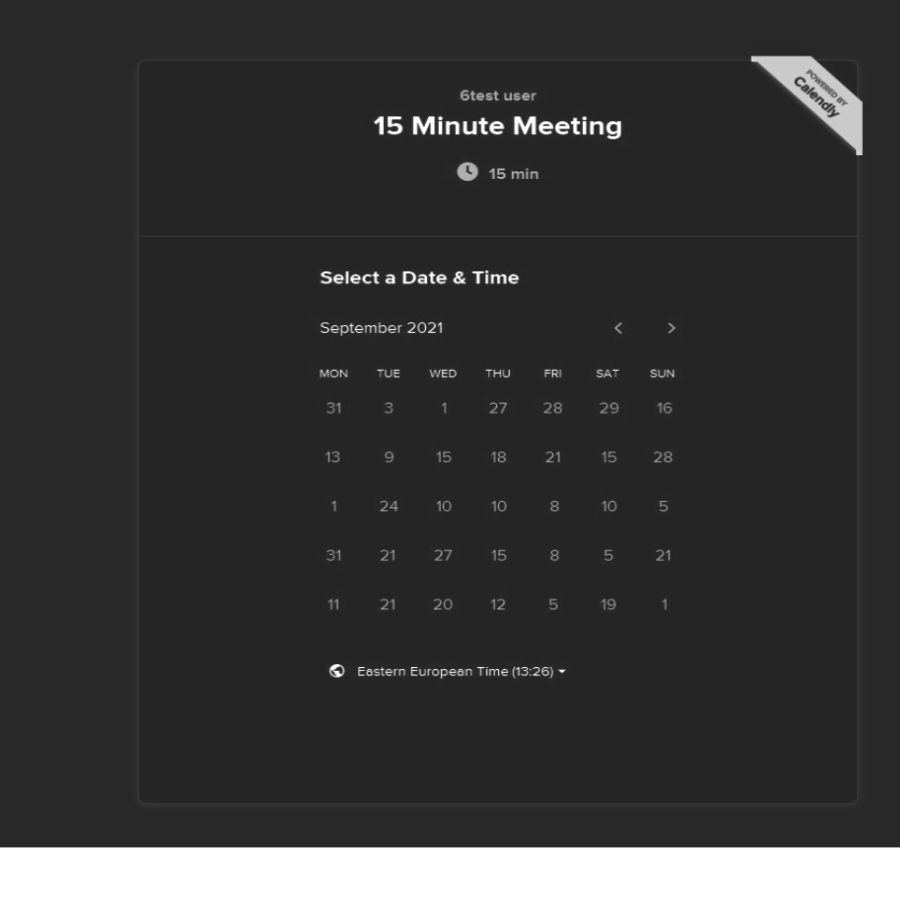 POWERED BY
Calendly
6test user
15 Minute Meeting
15 min
Select a Date & Time
September 2021
MON TUE WED THU FRI SAT SUN
31 3 1 27 28 29 16
13 9 15 18 21 15 28
1 24 10 10 8 10 5
31 21 27 15 8 5 21
11 21 20 12 5 19 1
Eastern European Time (13:26)